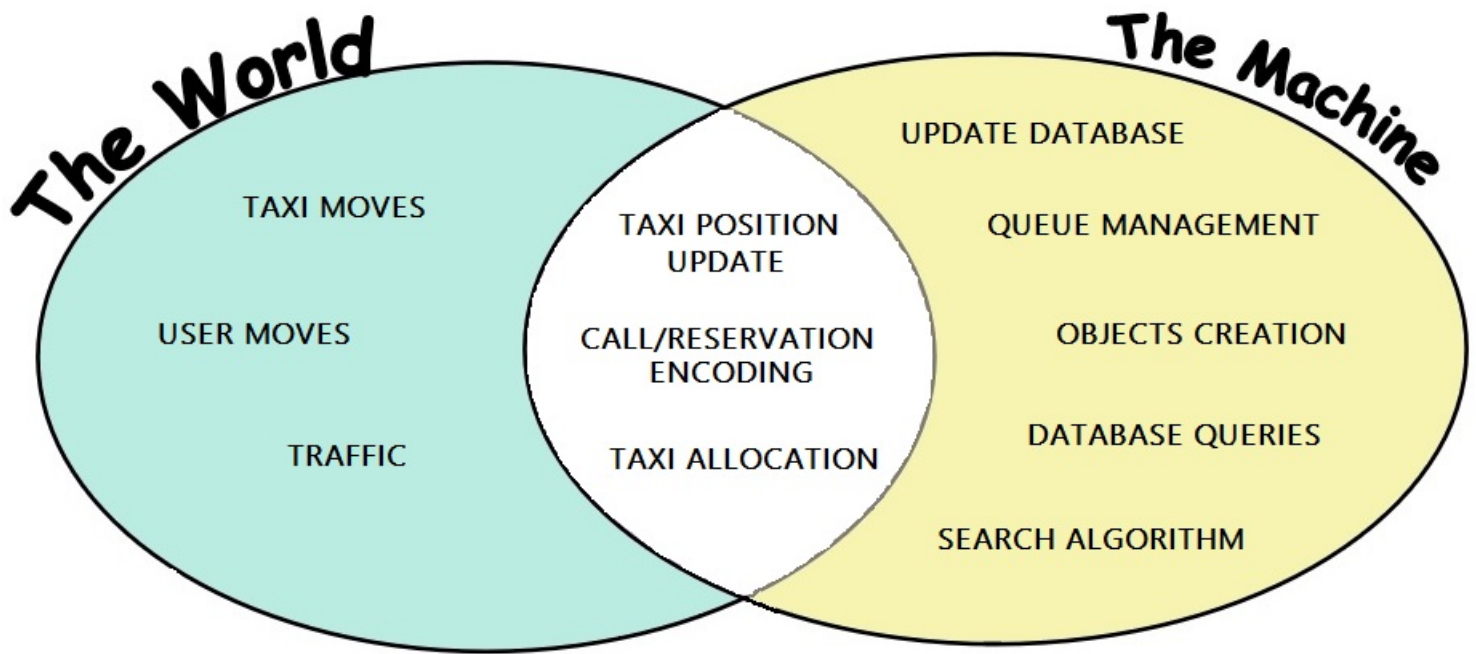 The World
The Machine
TAXI MOVES
USER MOVES
TRAFFIC
TAXI POSITION
UPDATE
CALL/RESERVATION
ENCODING
TAXI ALLOCATION
UPDATE DATABASE
QUEUE MANAGEMENT
OBJECTS CREATION
DATABASE QUERIES
SEARCH ALGORITHM